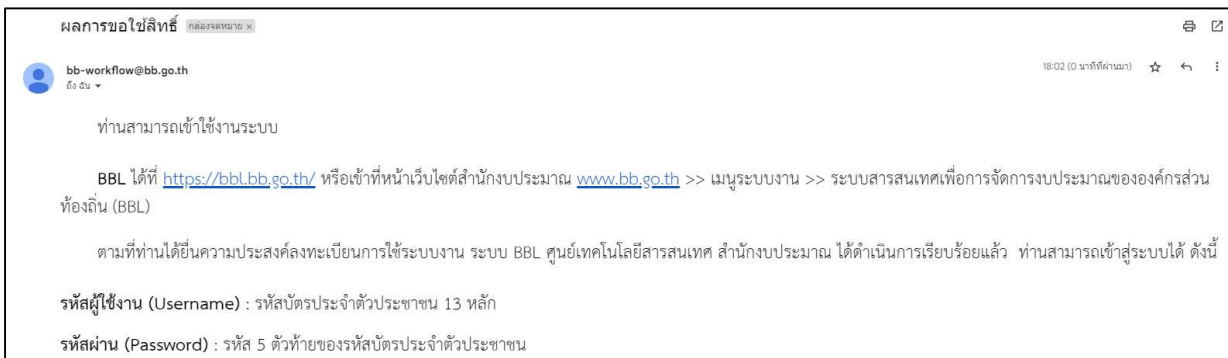 ผลการขอใช้สิทธิ์ กล่องจดหมาย ×
bb-workflow@bb.go.th
18:02 (0 นาทีที่ผ่านมา)
ถึง ฉัน
ท่านสามารถเข้าใช้งานระบบ
BBL ได้ที่ https://bbl.bb.go.th/ หรือเข้าที่หน้าเว็บไซต์สำนักงบประมาณ www.bb.go.th >> เมนูระบบงาน >> ระบบสารสนเทศเพื่อการจัดการงบประมาณขององค์กรส่วน
ท้องถิ่น (BBL)
ตามที่ท่านได้ยื่นความประสงค์ลงทะเบียนการใช้ระบบงาน ระบบ BBL ศูนย์เทคโนโลยีสารสนเทศ สำนักงบประมาณ ได้ดำเนินการเรียบร้อยแล้ว ท่านสามารถเข้าสู่ระบบได้ ดังนี้
รหัสผู้ใช้งาน (Username) : รหัสบัตรประจำตัวประชาชน 13 หลัก
รหัสผ่าน (Password) : รหัส 5 ตัวท้ายของรหัสบัตรประจำตัวประชาชน